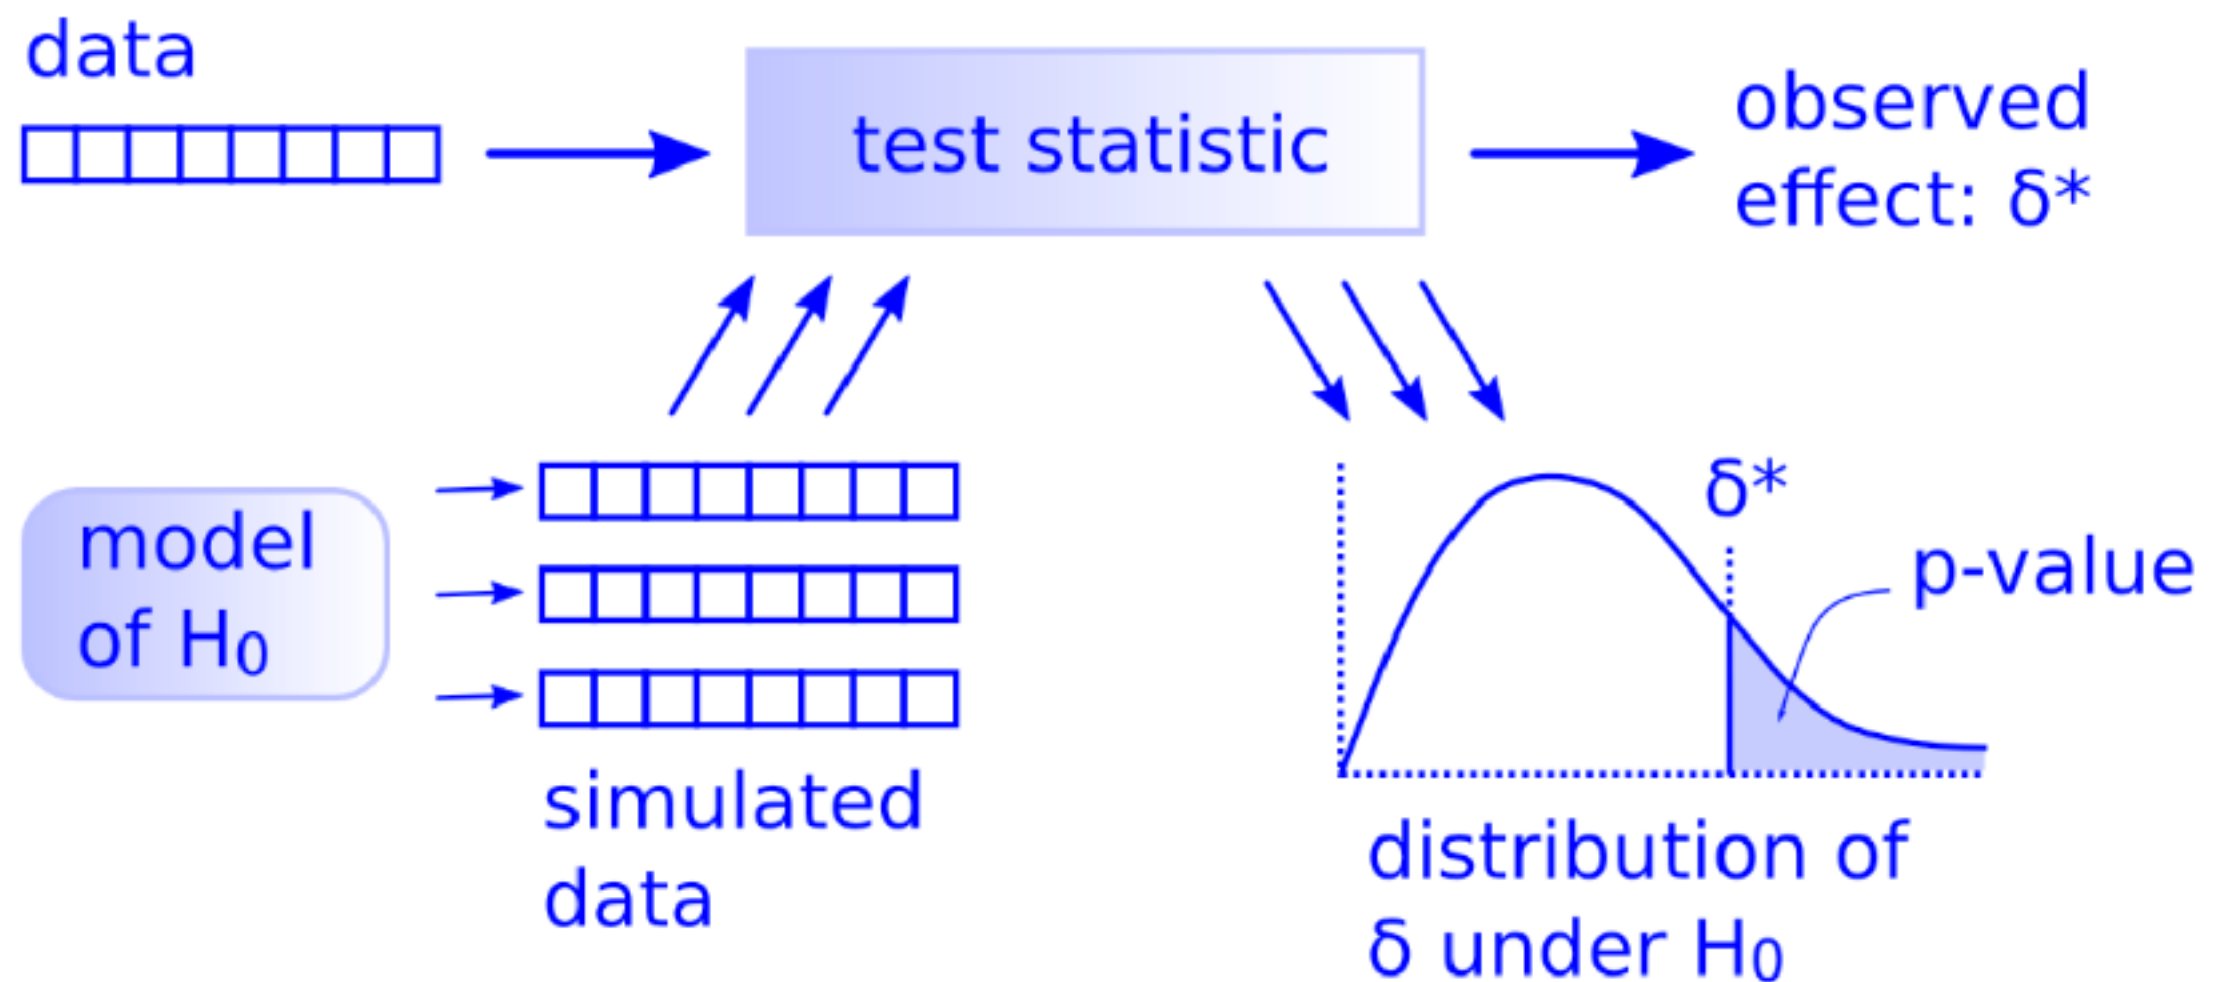 data
test statistic
observed
effect: δ*
model
of H₀
simulated
data
δ*
p-value
distribution of
δ under H₀